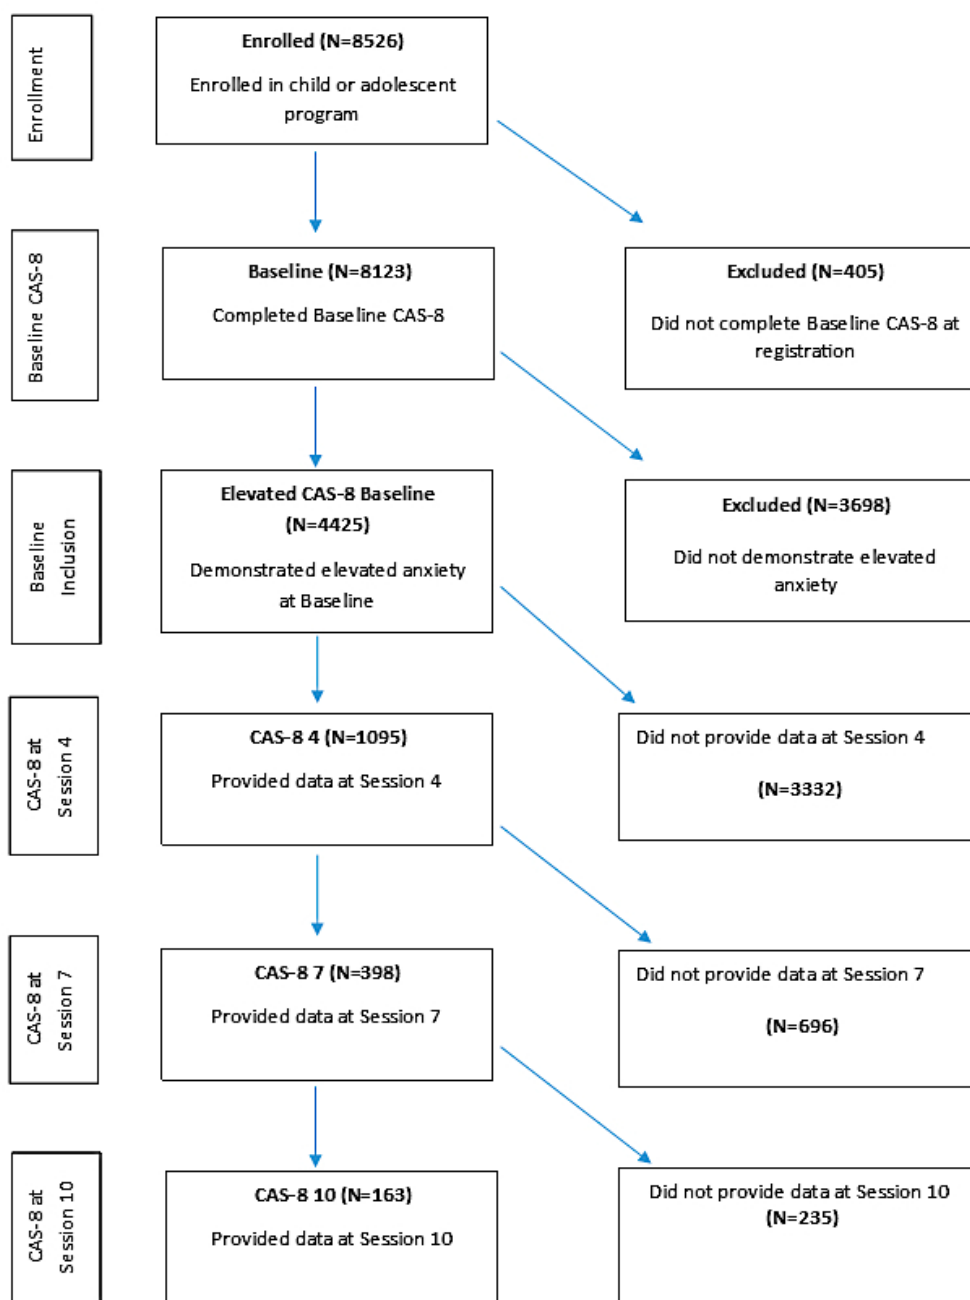 Enrollment
Enrolled (N=8526)
Enrolled in child or adolescent
program
Baseline CAS-8
Baseline (N=8123)
Completed Baseline CAS-8
Excluded (N=405)
Did not complete Baseline CAS-8 at
registration
Baseline
Inclusion
Elevated CAS-8 Baseline
(N=4425)
Demonstrated elevated anxiety
at Baseline
Excluded (N=3698)
Did not demonstrate elevated
anxiety
CAS-8 at
Session 4
CAS-8 4 (N=1095)
Provided data at Session 4
Did not provide data at Session 4
(N=3332)
CAS-8 at
Session 7
CAS-8 7 (N=398)
Provided data at Session 7
Did not provide data at Session 7
(N=696)
CAS-8 at
Session 10
CAS-8 10 (N=163)
Provided data at Session 10
Did not provide data at Session 10
(N=235)